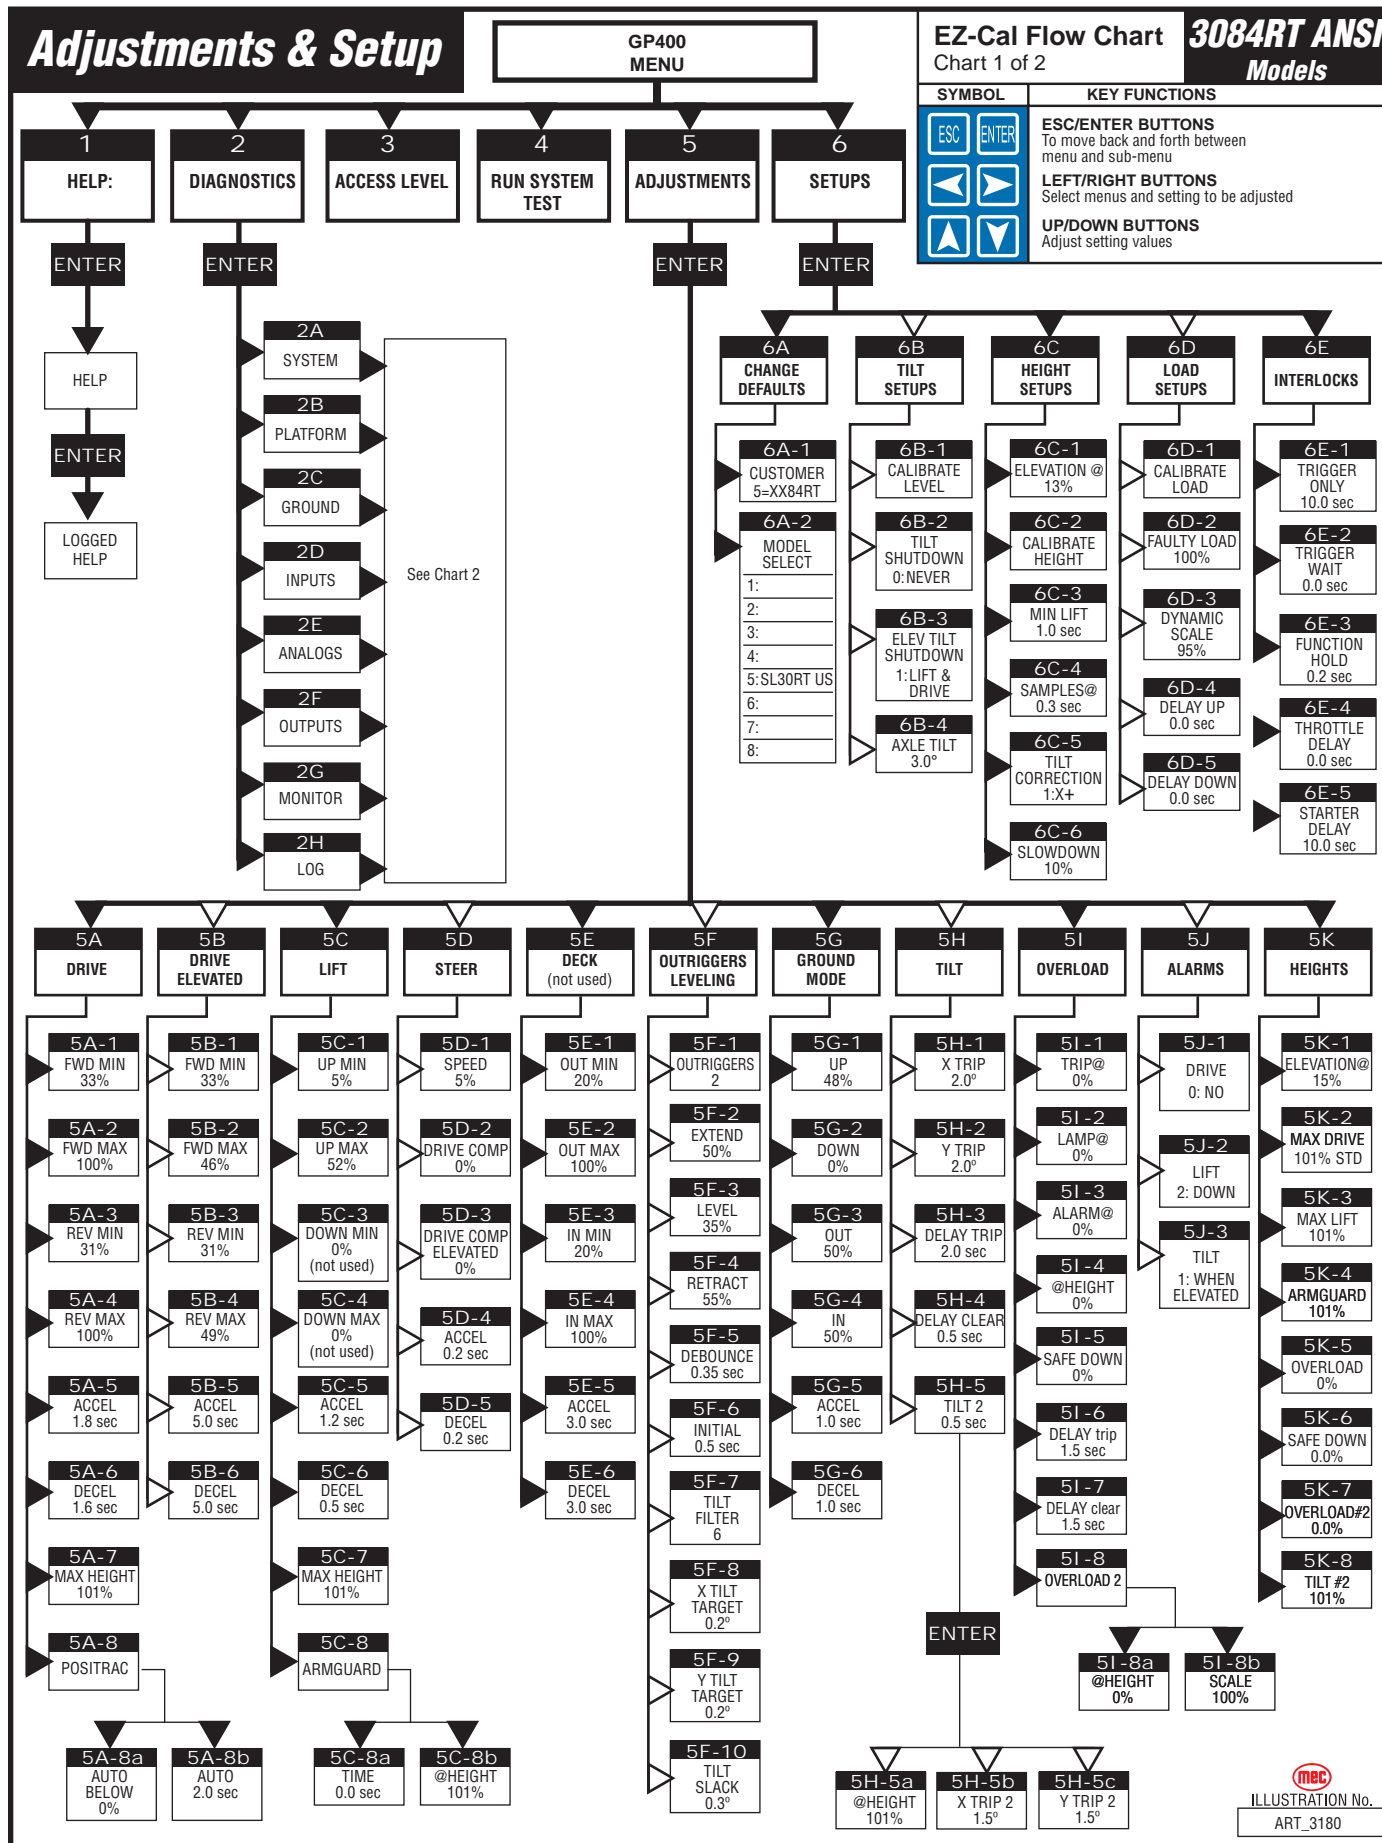 Adjustments & Setup
GP400
MENU
EZ-Cal Flow Chart
Chart 1 of 2
3084RT ANSI
Models
SYMBOL
KEY FUNCTIONS
ESC
ENTER
ESC/ENTER BUTTONS
To move back and forth between
menu and sub-menu
LEFT/RIGHT BUTTONS
Select menus and setting to be adjusted
UP/DOWN BUTTONS
Adjust setting values
1
HELP:
2
DIAGNOSTICS
3
ACCESS LEVEL
4
RUN SYSTEM
TEST
5
ADJUSTMENTS
6
SETUPS
ENTER
ENTER
ENTER
ENTER
HELP
ENTER
LOGGED
HELP
2A
SYSTEM
2B
PLATFORM
2C
GROUND
2D
INPUTS
2E
ANALOGS
2F
OUTPUTS
2G
MONITOR
2H
LOG
See Chart 2
6A
CHANGE
DEFAULTS
6A-1
CUSTOMER
5=XX84RT
6A-2
MODEL
SELECT
1:
2:
3:
4:
5:SL30RT US
6:
7:
8:
6B
TILT
SETUPS
6B-1
CALIBRATE
LEVEL
6B-2
TILT
SHUTDOWN
0:NEVER
6B-3
ELEV TILT
SHUTDOWN
1:LIFT &
DRIVE
6B-4
AXLE TILT
3.0°
6C
HEIGHT
SETUPS
6C-1
ELEVATION @
13%
6C-2
CALIBRATE
HEIGHT
6C-3
MIN LIFT
1.0 sec
6C-4
SAMPLES@
0.3 sec
6C-5
TILT
CORRECTION
1:X+
6C-6
SLOWDOWN
10%
6D
LOAD
SETUPS
6D-1
CALIBRATE
LOAD
6D-2
FAULTY LOAD
100%
6D-3
DYNAMIC
SCALE
95%
6D-4
DELAY UP
0.0 sec
6D-5
DELAY DOWN
0.0 sec
6E
INTERLOCKS
6E-1
TRIGGER
ONLY
10.0 sec
6E-2
TRIGGER
WAIT
0.0 sec
6E-3
FUNCTION
HOLD
0.2 sec
6E-4
THROTTLE
DELAY
0.0 sec
6E-5
STARTER
DELAY
10.0 sec
5A
DRIVE
5A-1
FWD MIN
33%
5A-2
FWD MAX
100%
5A-3
REV MIN
31%
5A-4
REV MAX
100%
5A-5
ACCEL
1.8 sec
5A-6
DECEL
1.6 sec
5A-7
MAX HEIGHT
101%
5A-8
POSITRAC
5A-8a
AUTO
BELOW
0%
5A-8b
AUTO
2.0 sec
5B
DRIVE
ELEVATED
5B-1
FWD MIN
33%
5B-2
FWD MAX
46%
5B-3
REV MIN
31%
5B-4
REV MAX
49%
5B-5
ACCEL
5.0 sec
5B-6
DECEL
5.0 sec
5C
LIFT
5C-1
UP MIN
5%
5C-2
UP MAX
52%
5C-3
DOWN MIN
0%
(not used)
5C-4
DOWN MAX
0%
(not used)
5C-5
ACCEL
1.2 sec
5C-6
DECEL
0.5 sec
5C-7
MAX HEIGHT
101%
5C-8
ARMGUARD
5C-8a
TIME
0.0 sec
5C-8b
@HEIGHT
101%
5D
STEER
5D-1
SPEED
5%
5D-2
DRIVE COMP
0%
5D-3
DRIVE COMP
ELEVATED
0%
5D-4
ACCEL
0.2 sec
5D-5
DECEL
0.2 sec
5E
DECK
(not used)
5E-1
OUT MIN
20%
5E-2
OUT MAX
100%
5E-3
IN MIN
20%
5E-4
IN MAX
100%
5E-5
ACCEL
3.0 sec
5E-6
DECEL
3.0 sec
5F
OUTRIGGERS
LEVELING
5F-1
OUTRIGGERS
2
5F-2
EXTEND
50%
5F-3
LEVEL
35%
5F-4
RETRACT
55%
5F-5
DEBOUNCE
0.35 sec
5F-6
INITIAL
0.5 sec
5F-7
TILT
FILTER
6
5F-8
X TILT
TARGET
0.2º
5F-9
Y TILT
TARGET
0.2º
5F-10
TILT
SLACK
0.3º
5G
GROUND
MODE
5G-1
UP
48%
5G-2
DOWN
0%
5G-3
OUT
50%
5G-4
IN
50%
5G-5
ACCEL
1.0 sec
5G-6
DECEL
1.0 sec
5H
TILT
5H-1
X TRIP
2.0º
5H-2
Y TRIP
2.0º
5H-3
DELAY TRIP
2.0 sec
5H-4
DELAY CLEAR
0.5 sec
5H-5
TILT 2
0.5 sec
ENTER
5H-5a
@HEIGHT
101%
5H-5b
X TRIP 2
1.5º
5H-5c
Y TRIP 2
1.5º
5I
OVERLOAD
5I-1
TRIP@
0%
5I-2
LAMP@
0%
5I-3
ALARM@
0%
5I-4
@HEIGHT
0%
5I-5
SAFE DOWN
0%
5I-6
DELAY trip
1.5 sec
5I-7
DELAY clear
1.5 sec
5I-8
OVERLOAD 2
5I-8a
@HEIGHT
0%
5I-8b
SCALE
100%
5J
ALARMS
5J-1
DRIVE
0: NO
5J-2
LIFT
2: DOWN
5J-3
TILT
1: WHEN
ELEVATED
5K
HEIGHTS
5K-1
ELEVATION@
15%
5K-2
MAX DRIVE
101% STD
5K-3
MAX LIFT
101%
5K-4
ARMGUARD
101%
5K-5
OVERLOAD
0%
5K-6
SAFE DOWN
0.0%
5K-7
OVERLOAD#2
0.0%
5K-8
TILT #2
101%
mec
ILLUSTRATION No.
ART_3180